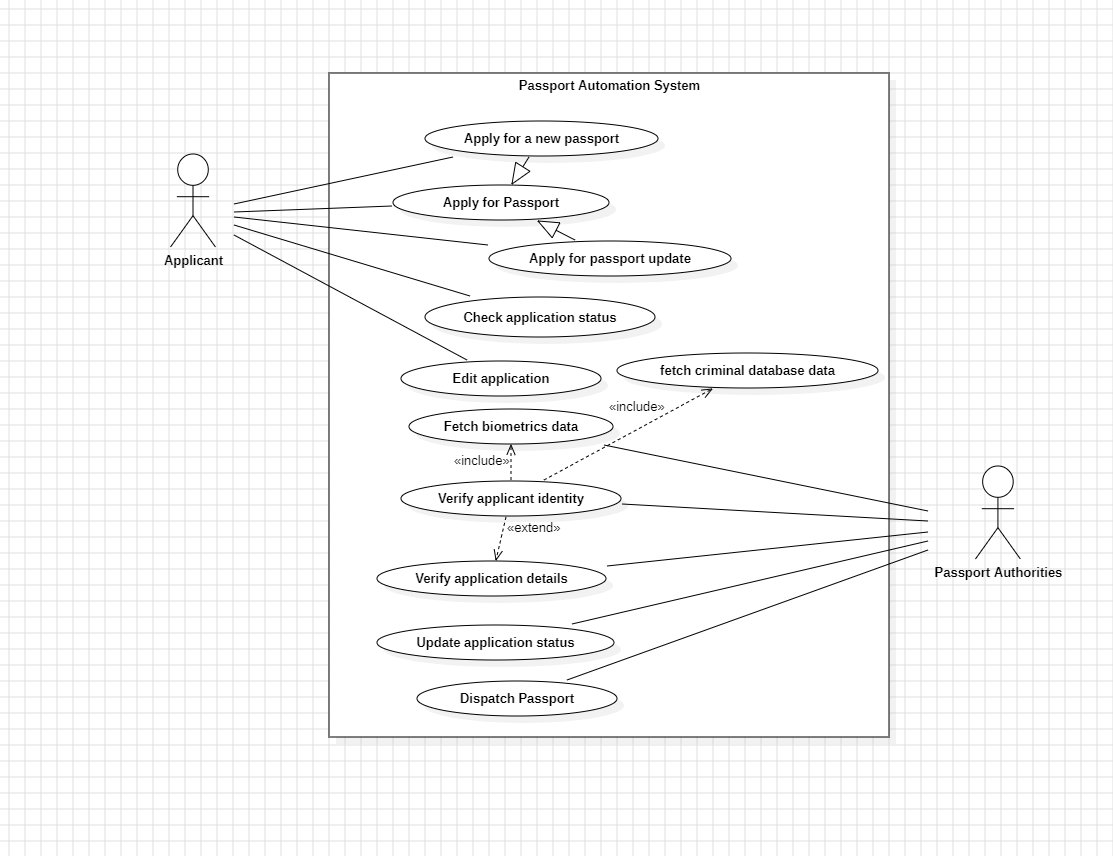 Passport Automation System
Apply for a new passport
Apply for Passport
Apply for passport update
Applicant
Check application status
fetch criminal database data
Edit application
«include»
Fetch biometrics data
«include»
Verify applicant identity
«extend»
Passport Authorities
Verify application details
Update application status
Dispatch Passport